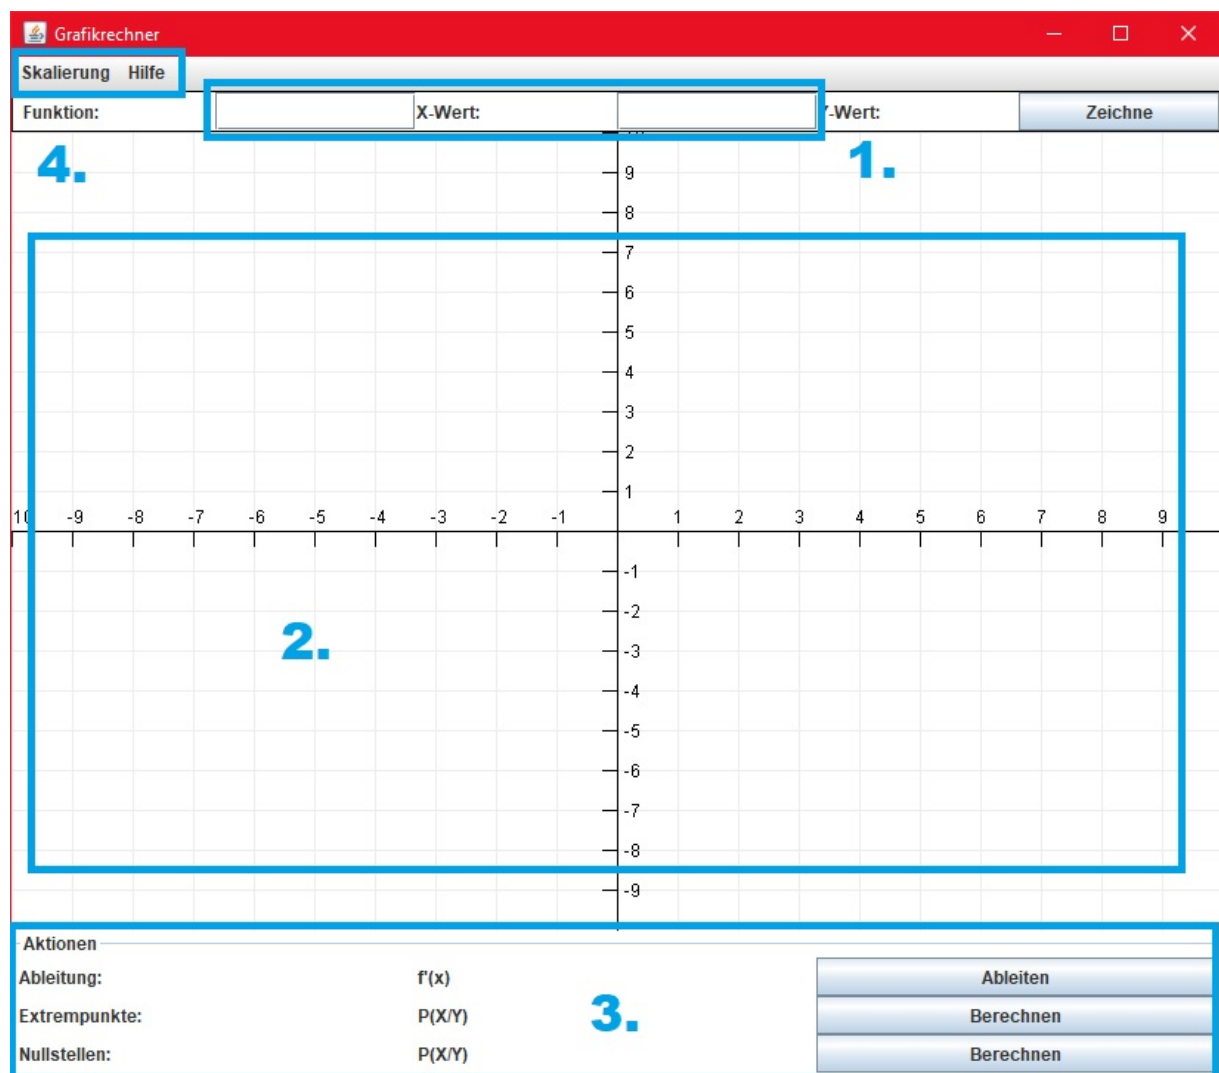 Grafikrechner
Skalierung Hilfe
Funktion: X-Wert: -Wert: Zeichne
4. 1.
9
8
7
6
5
4
3
2
1
-9 -8 -7 -6 -5 -4 -3 -2 -1 1 2 3 4 5 6 7 8 9
-1
-2
2.
-3
-4
-5
-6
-7
-8
-9
Aktionen
Ableitung: f'(x) Ableiten
Extrempunkte: P(X/Y) 3. Berechnen
Nullstellen: P(X/Y) Berechnen